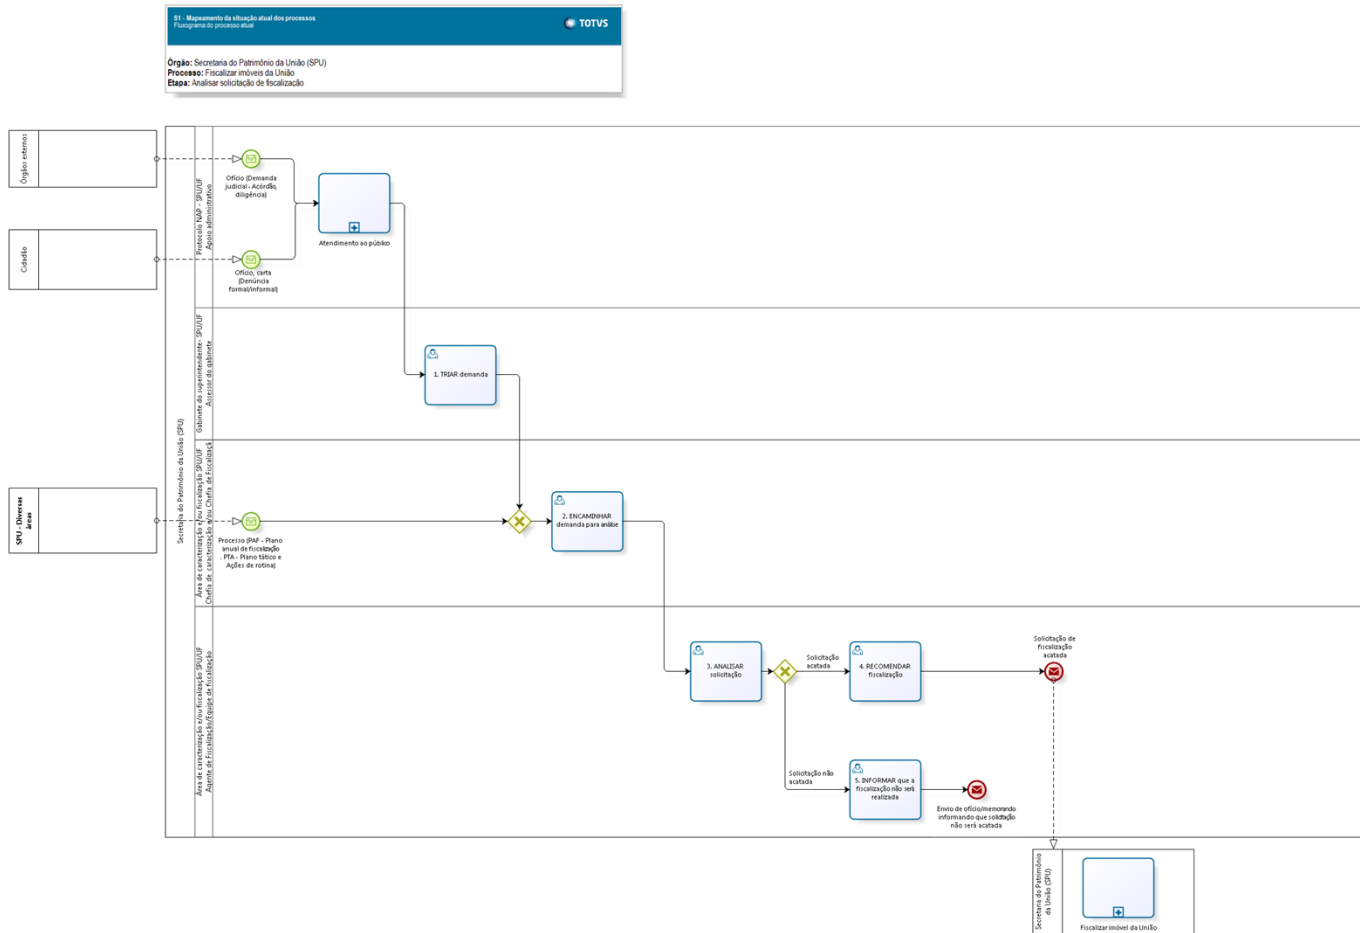 S1 - Mapeamento da situação atual dos processos
Fluxograma do processo atual
TOTVS
Órgão: Secretaria do Patrimônio da União (SPU)
Processo: Fiscalizar imóveis da União
Etapa: Analisar solicitação de fiscalização
Órgãos externos
Cidadão
SPU - Diversas
áreas
Secretaria do Patrimônio da União (SPU)
Protocolo NAP - SPU/UF
Apoio administrativo
Ofício (Demanda
judicial - Acórdão,
diligência)
Atendimento ao público
Ofício, carta
(Denúncia
formal/informal)
Gabinete do superintendente- SPU/UF
Assessor do gabinete
1. TRIAR demanda
Área de caracterização e/ou fiscalização SPU/UF
Chefia de caracterização e/ou Chefia de Fiscalizaçã
Processo (PAF - Plano
anual de fiscalização
. PTA - Plano tático e
Ações de rotina)
2. ENCAMINHAR
demanda para análise
Área de caracterização e/ou fiscalização SPU/UF
Agente de Fiscalização/Equipe de fiscalização
3. ANALISAR
solicitação
Solicitação
acatada
4. RECOMENDAR
fiscalização
Solicitação de
fiscalização
acatada
Solicitação não
acatada
5. INFORMAR que a
fiscalização não será
realizada
Envio de ofício/memorando
informando que solicitação
não será acatada
Secretaria do Patrimônio
da União (SPU)
Fiscalizar imóvel da União